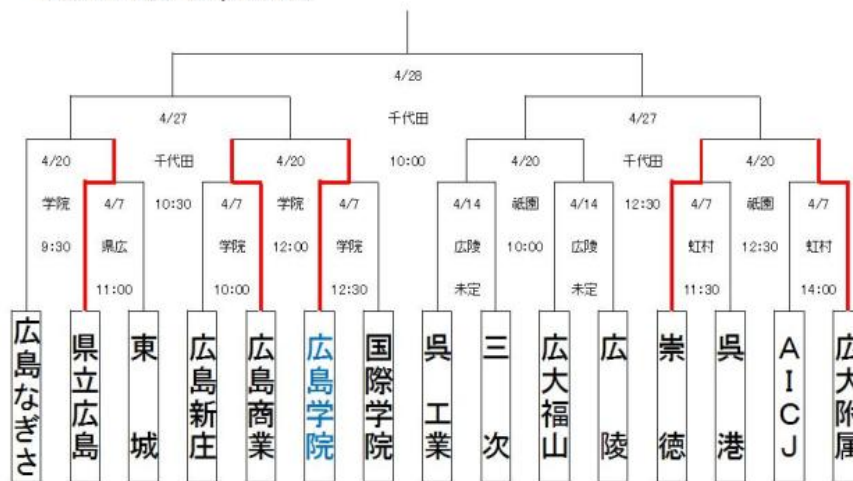 4/28
4/27
千代田
4/27
4/20
千代田
4/20
10:00
4/20
千代田
4/20
学院
4/7
10:30
4/7
学院
4/7
4/14
祇園
4/14
12:30
4/7
祇園
4/7
9:30
県広
学院
12:00
学院
広陵
10:00
広陵
虹村
12:30
虹村
11:00
10:00
12:30
未定
未定
11:30
14:00
広島なぎさ
県立広島
東城
広島新庄
広島商業
広島学院
国際学院
呉工業
三次
広大福山
広陵
崇徳
呉港
AICJ
広大附属